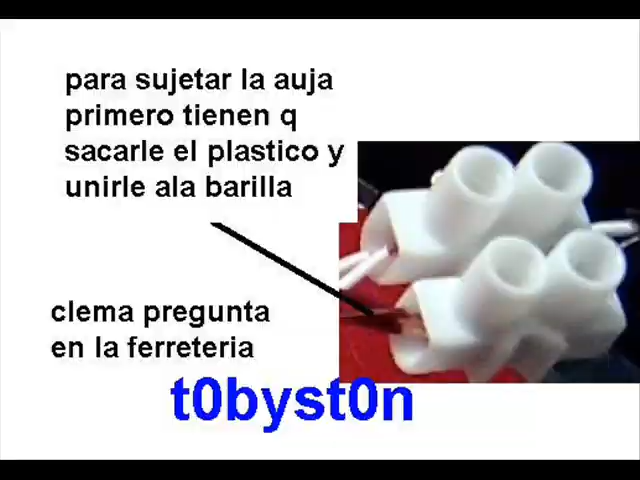 para sujetar la auja
primero tienen q
sacarle el plastico y
unirle ala barilla
clema pregunta
en la ferreteria
t0byst0n